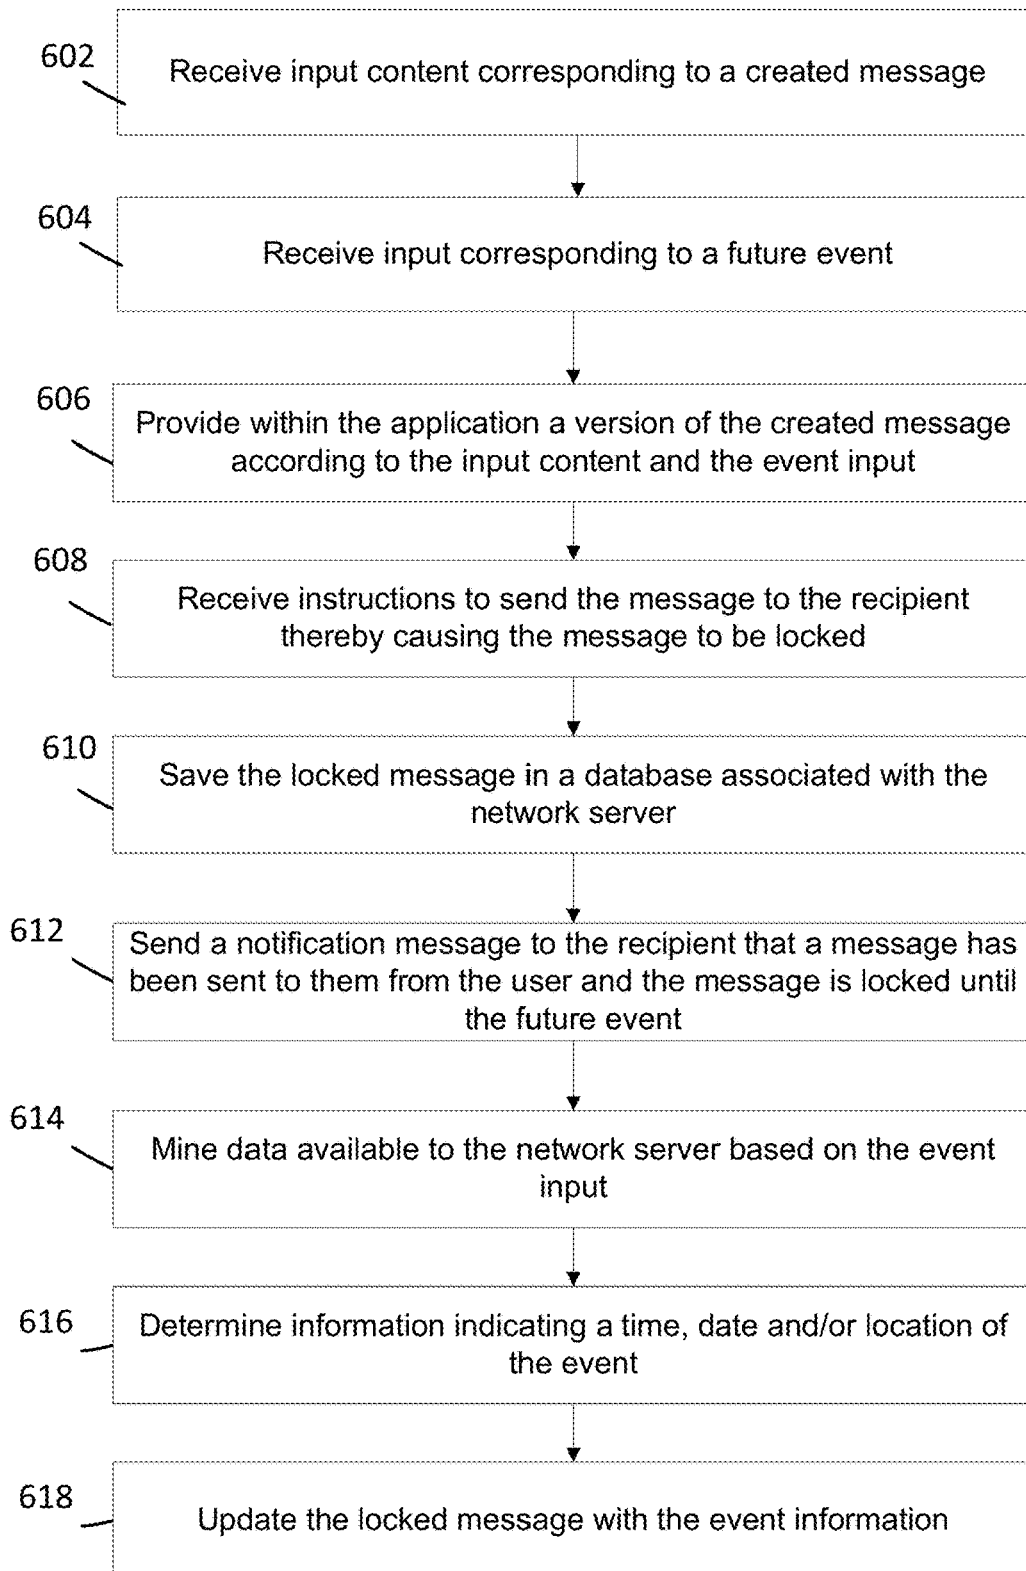 602
Receive input content corresponding to a created message
604
Receive input corresponding to a future event
606
Provide within the application a version of the created message
according to the input content and the event input
608
Receive instructions to send the message to the recipient
thereby causing the message to be locked
610
Save the locked message in a database associated with the
network server
612
Send a notification message to the recipient that a message has
been sent to them from the user and the message is locked until
the future event
614
Mine data available to the network server based on the event
input
616
Determine information indicating a time, date and/or location of
the event
618
Update the locked message with the event information